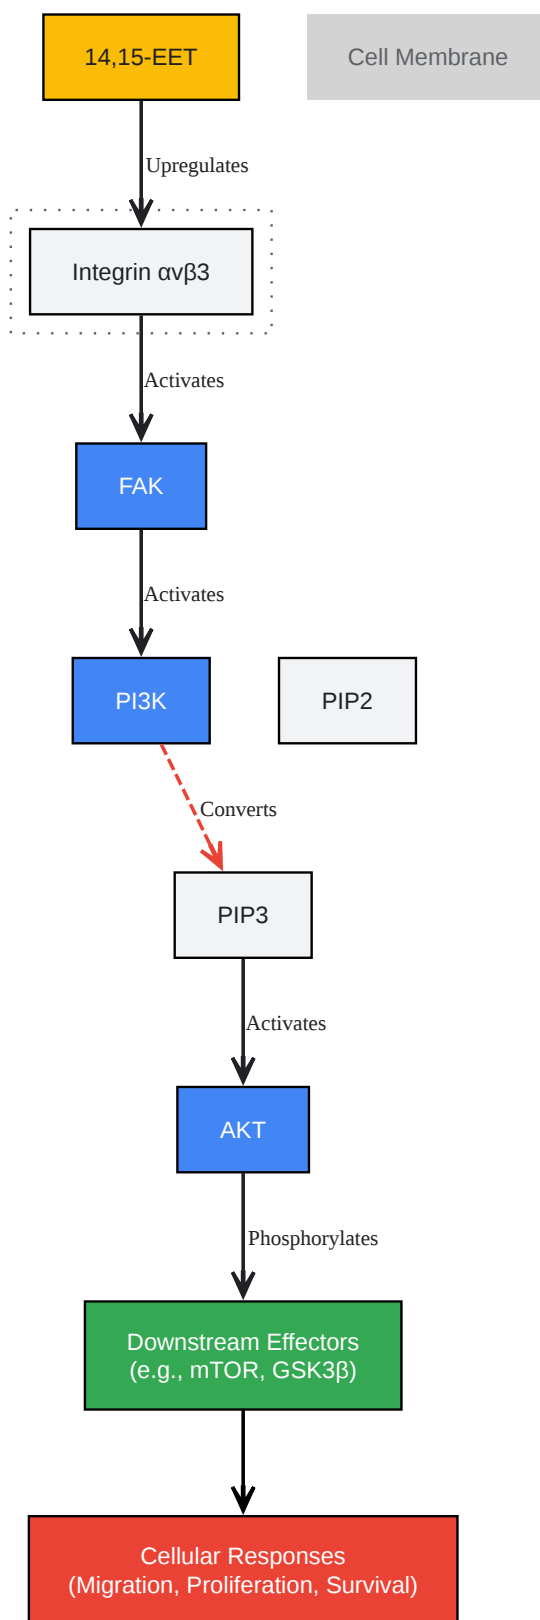 14,15-EET
Cell Membrane
Upregulates
Integrin αvβ3
Activates
FAK
Activates
PI3K
PIP2
Converts
PIP3
Activates
AKT
Phosphorylates
Downstream Effectors
(e.g., mTOR, GSK3β)
Cellular Responses
(Migration, Proliferation, Survival)